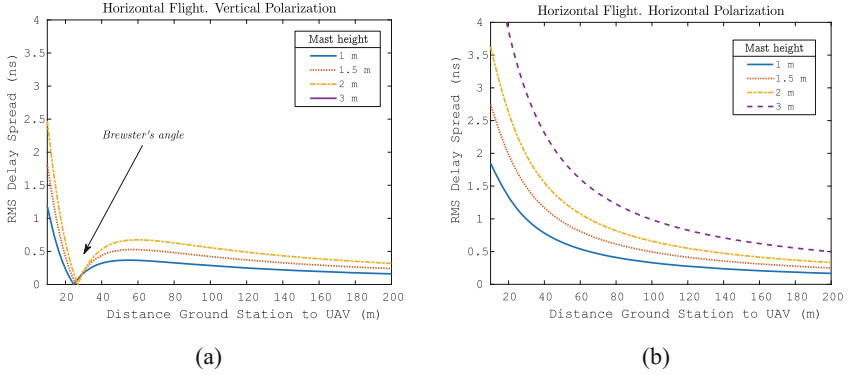 Horizontal Flight. Vertical Polarization
4
3.5
3
2.5
2
1.5
1
0.5
0
RMS Delay Spread (ns)
Mast height
1 m
1.5 m
2 m
3 m
Brewster's angle
20 40 60 80 100 120 140 160 180 200
Distance Ground Station to UAV (m)
(a)
Horizontal Flight. Horizontal Polarization
4
3.5
3
2.5
2
1.5
1
0.5
0
RMS Delay Spread (ns)
Mast height
1 m
1.5 m
2 m
3 m
20 40 60 80 100 120 140 160 180 200
Distance Ground Station to UAV (m)
(b)